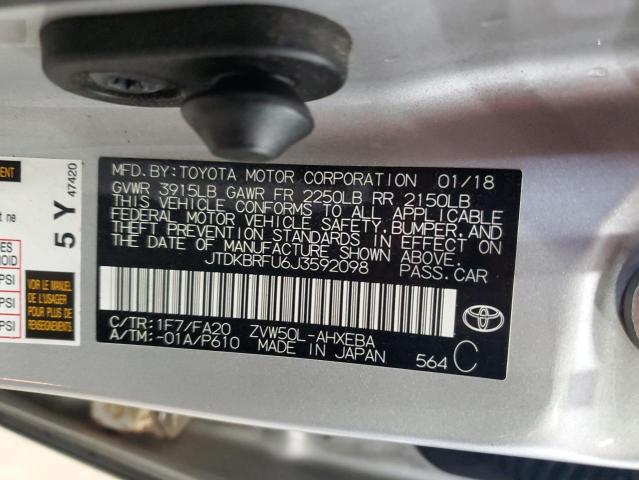 MFD.BY:TOYOTA MOTOR CORPORATION 01/18
GVWR 3915LB GAWR FR 2250LB RR 2150LB
THIS VEHICLE CONFORMS TO ALL APPLICABLE
FEDERAL MOTOR VEHICLE SAFETY,BUMPER,AND
THEFT PREVENTION STANDARDS IN EFFECT ON
THE DATE OF MANUFACTURE SHOWN ABOVE.
JTDKBRFU6J3592098 PASS.CAR
C/TR: 1F7/FA20 ZVW50L-AHXEBA
A/TM: -01A/P610 MADE IN JAPAN
564 C
TOYOTA
5 Y
47420
ne
PSI
PSI
VOIR LE
MANUEL DE
L'USAGER
POUR PLUS DE